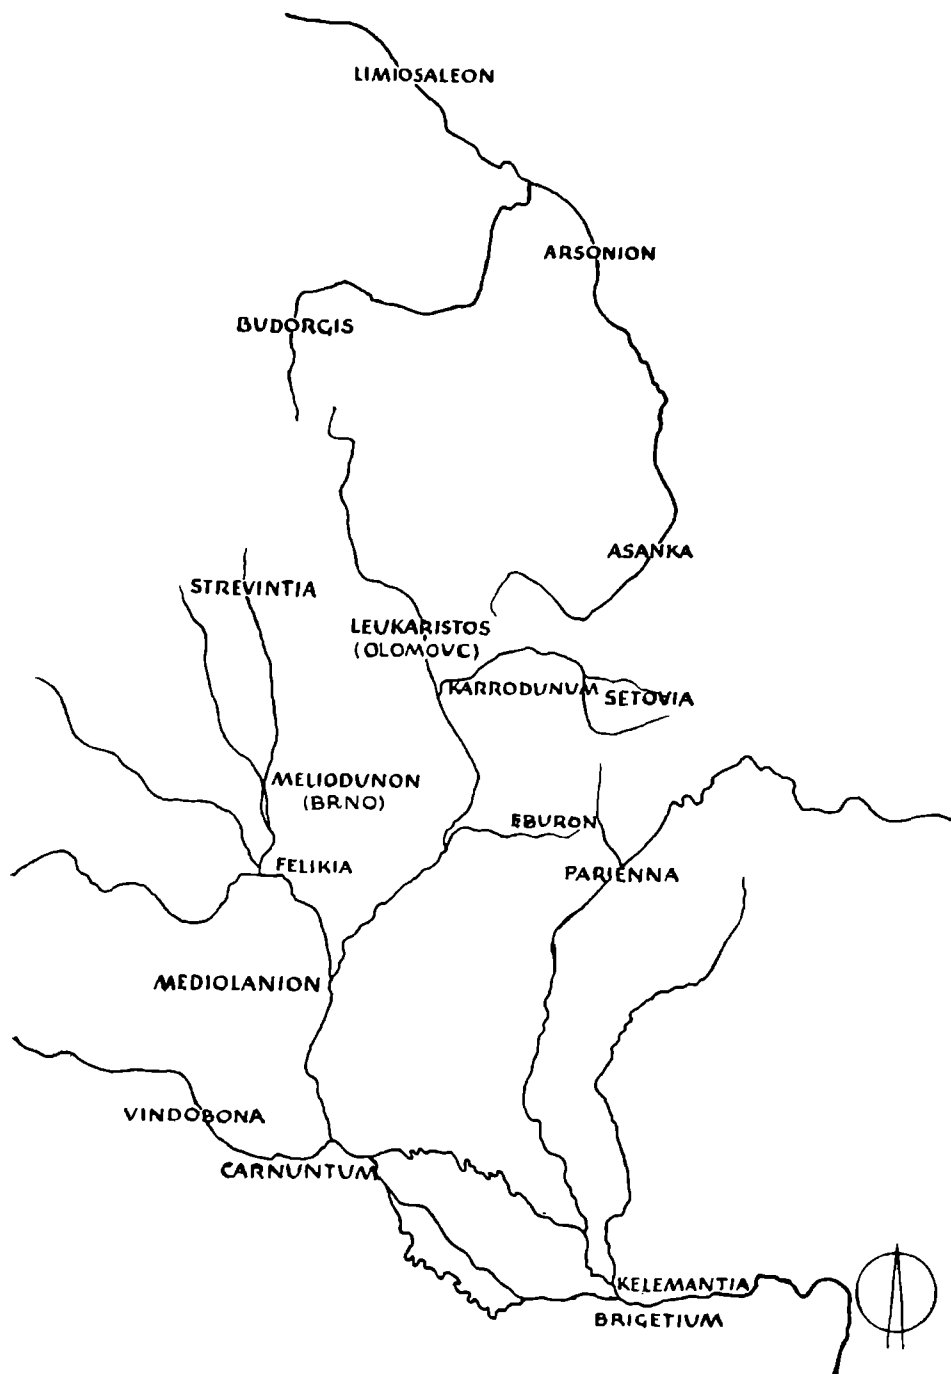 LIMIOSALEON
ARSONION
BUDORGIS
ASANKA
STREVINTIA
LEUKARISTOS
(OLOMOUC)
KARRODUNUM
SETOVIA
MELIODUNON
(BRNO)
EBURON
FELIKIA
PARIENNA
MEDIOLANION
VINDOBONA
CARNUNTUM
KELEMANTIA
BRIGETIUM